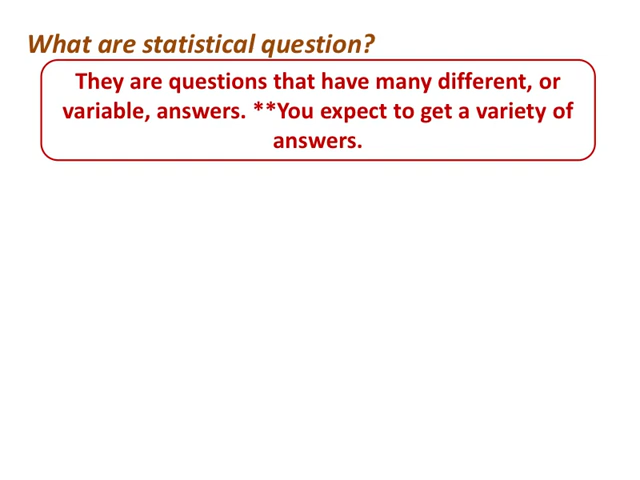 What are statistical question?
They are questions that have many different, or
variable, answers. **You expect to get a variety of
answers.